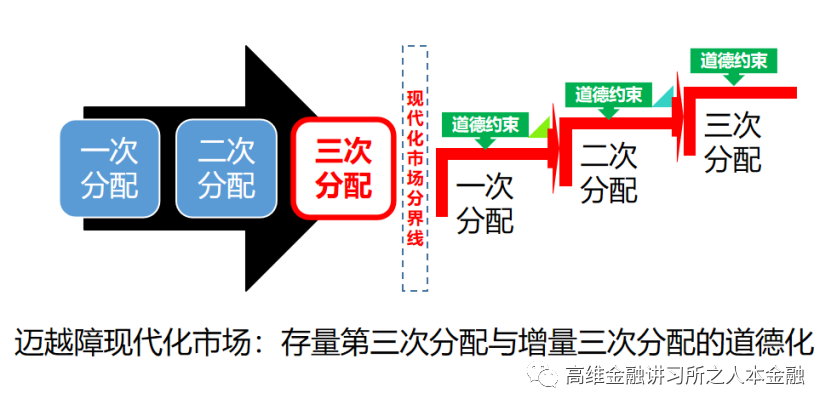 一次
分配
二次
分配
三次
分配
现代化市场分界线
道德约束
一次
分配
道德约束
二次
分配
道德约束
三次
分配
迈越障现代化市场：存量第三次分配与增量三次分配的道德化
高维金融讲习所之人本金融